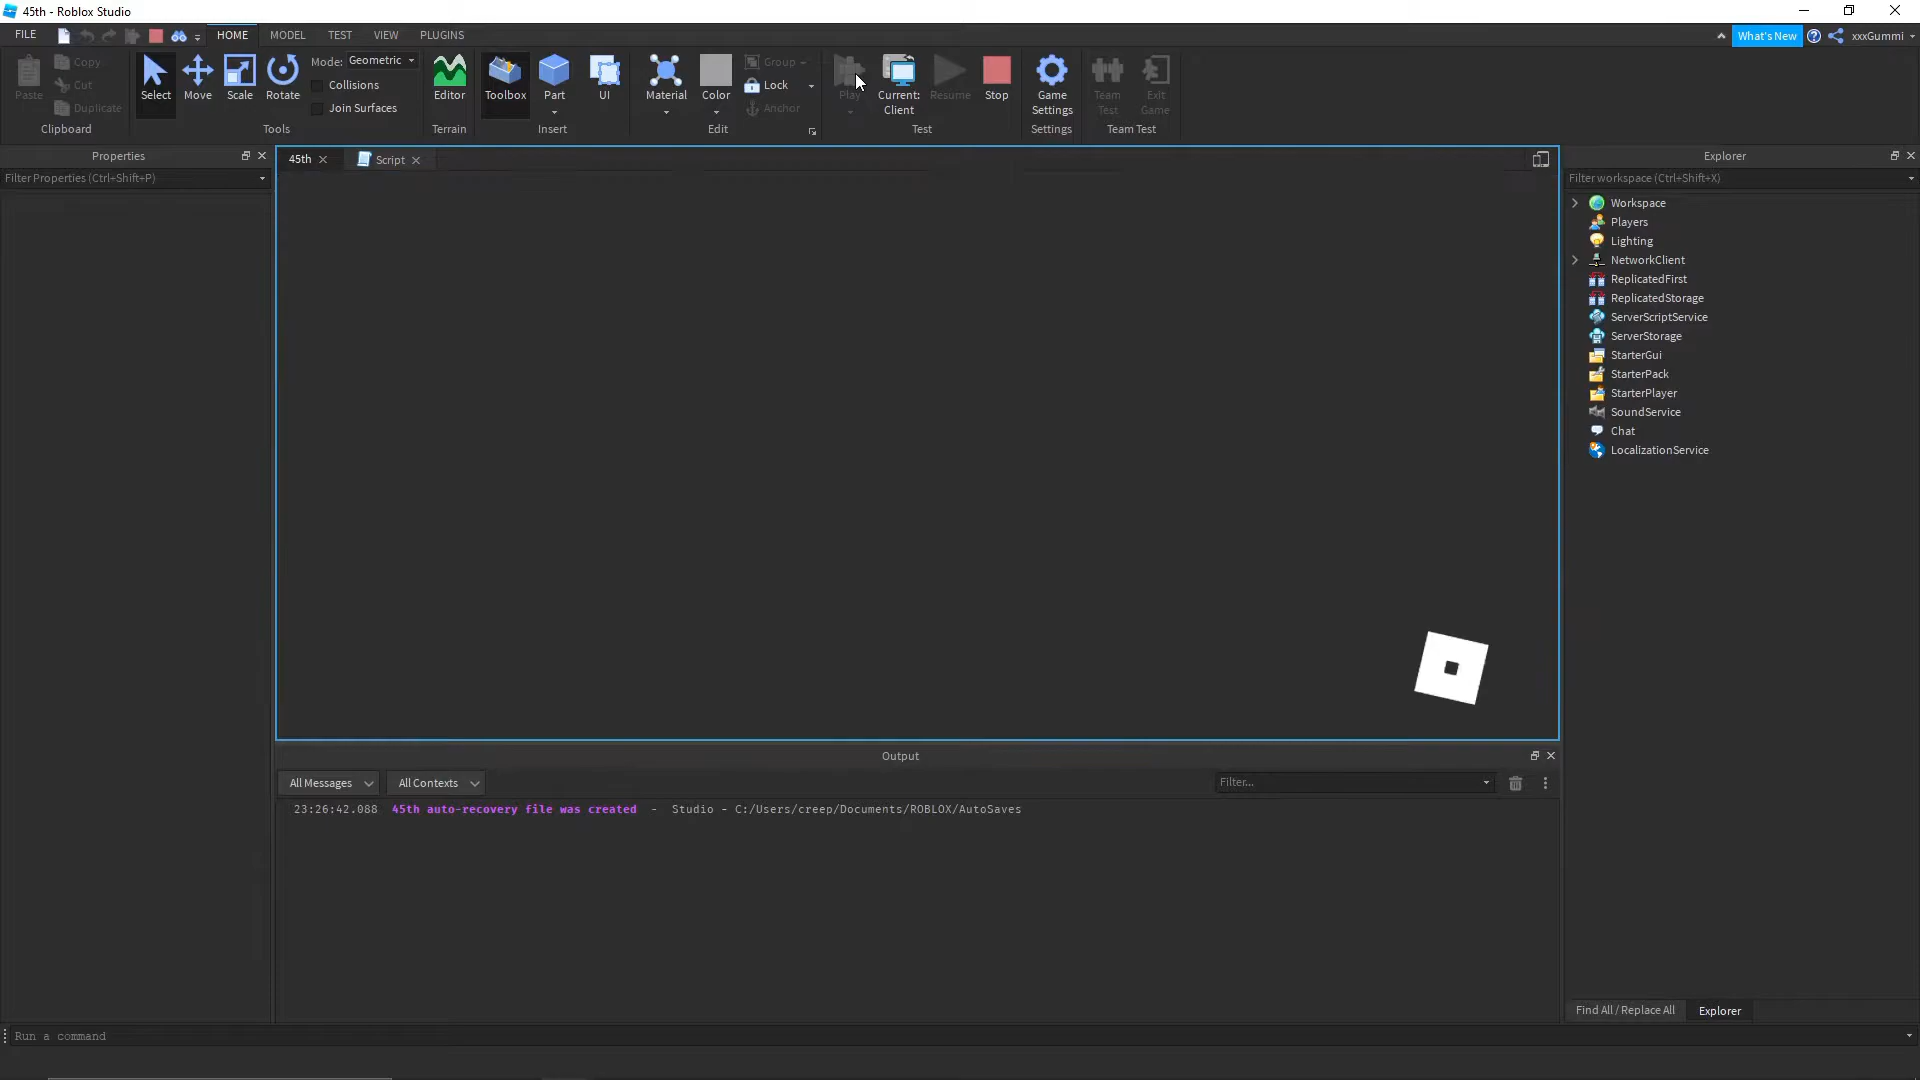 45th - Roblox Studio
FILE
HOME
MODEL
TEST
VIEW
PLUGINS
What's New
xxxGummi
Paste
Copy
Cut
Duplicate
Clipboard
Select
Move
Scale
Rotate
Mode: Geometric
Collisions
Join Surfaces
Tools
Editor
Terrain
Toolbox
Part
UI
Insert
Material
Color
Group
Lock
Anchor
Edit
Play
Current:
Client
Resume
Stop
Test
Game
Settings
Settings
Team
Test
Exit
Game
Team Test
Properties
Filter Properties (Ctrl+Shift+P)
45th
Script
Explorer
Filter workspace (Ctrl+Shift+X)
Workspace
Players
Lighting
NetworkClient
ReplicatedFirst
ReplicatedStorage
ServerScriptService
ServerStorage
StarterGui
StarterPack
StarterPlayer
SoundService
Chat
LocalizationService
Output
All Messages
All Contexts
Filter...
23:26:42.088 45th auto-recovery file was created - Studio - C:/Users/creep/Documents/ROBLOX/AutoSaves
Find All / Replace All
Explorer
Run a command